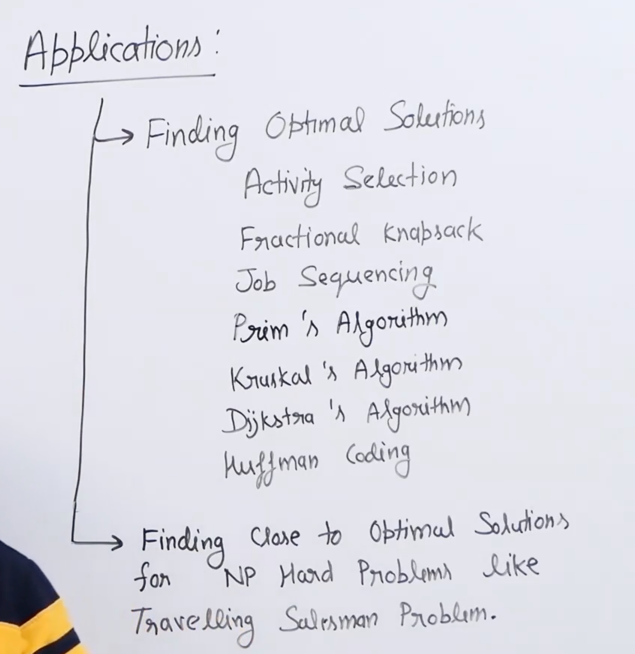 Applications:
Finding Optimal Solutions
Activity Selection
Fractional Knapsack
Job Sequencing
Prim's Algorithm
Kruskal's Algorithm
Dijkstra's Algorithm
Huffman Coding
Finding Close to Optimal Solutions
for NP Hard Problems like
Travelling Salesman Problem.